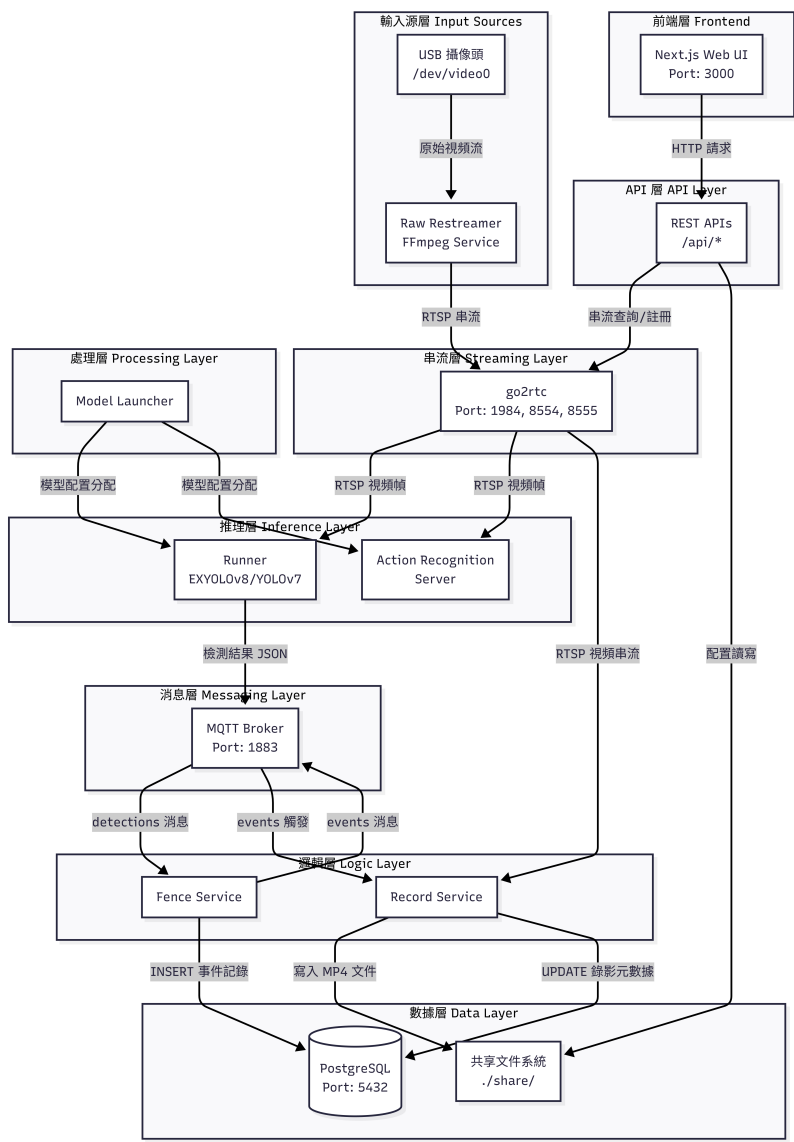 輸入源層 Input Sources
前端層 Frontend
USB 攝像頭
/dev/video0
Next.js Web UI
Port: 3000
原始視頻流
HTTP 請求
API 層 API Layer
Raw Restreamer
FFmpeg Service
REST APIs
/api/*
RTSP 串流
串流查詢/註冊
處理層 Processing Layer
串流層 Streaming Layer
Model Launcher
go2rtc
Port: 1984, 8554, 8555
模型配置分配
模型配置分配
RTSP 視頻幀
RTSP 視頻幀
推理層 Inference Layer
Runner
EXYOLOv8/YOLOv7
Action Recognition
Server
檢測結果 JSON
RTSP 視頻串流
配置讀寫
消息層 Messaging Layer
MQTT Broker
Port: 1883
detections 消息
events 觸發
events 消息
邏輯層 Logic Layer
Fence Service
Record Service
INSERT 事件記錄
寫入 MP4 文件
UPDATE 錄影元數據
數據層 Data Layer
PostgreSQL
Port: 5432
共享文件系統
./share/